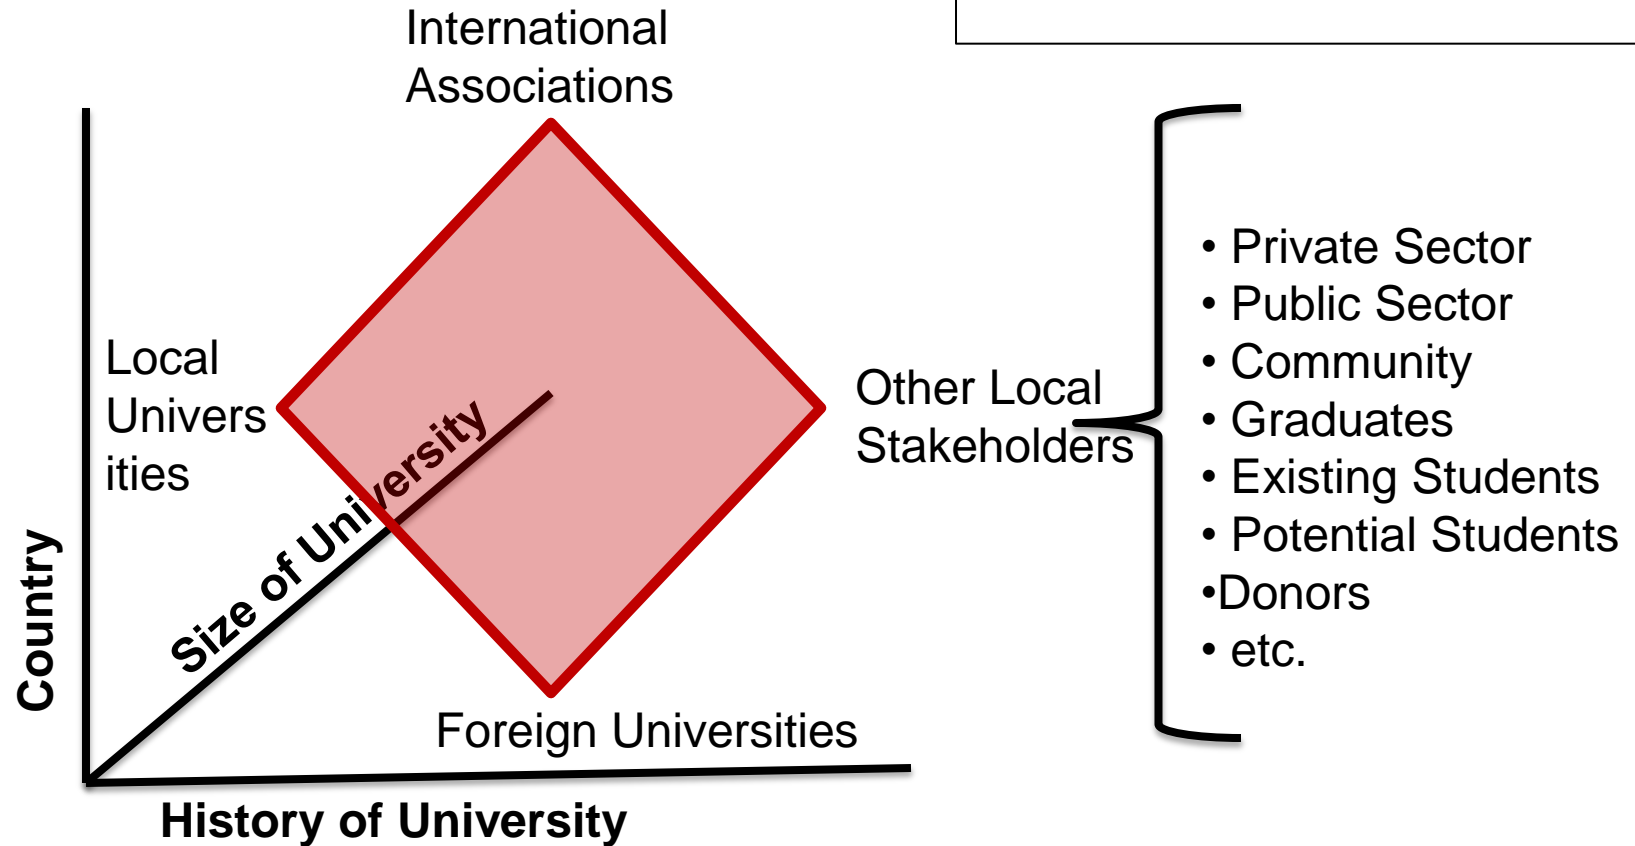 International
Associations
Local
Univers
ities
Other Local
Stakeholders
• Private Sector
• Public Sector
• Community
• Graduates
• Existing Students
• Potential Students
•Donors
• etc.
Size of University
Country
Foreign Universities
History of University